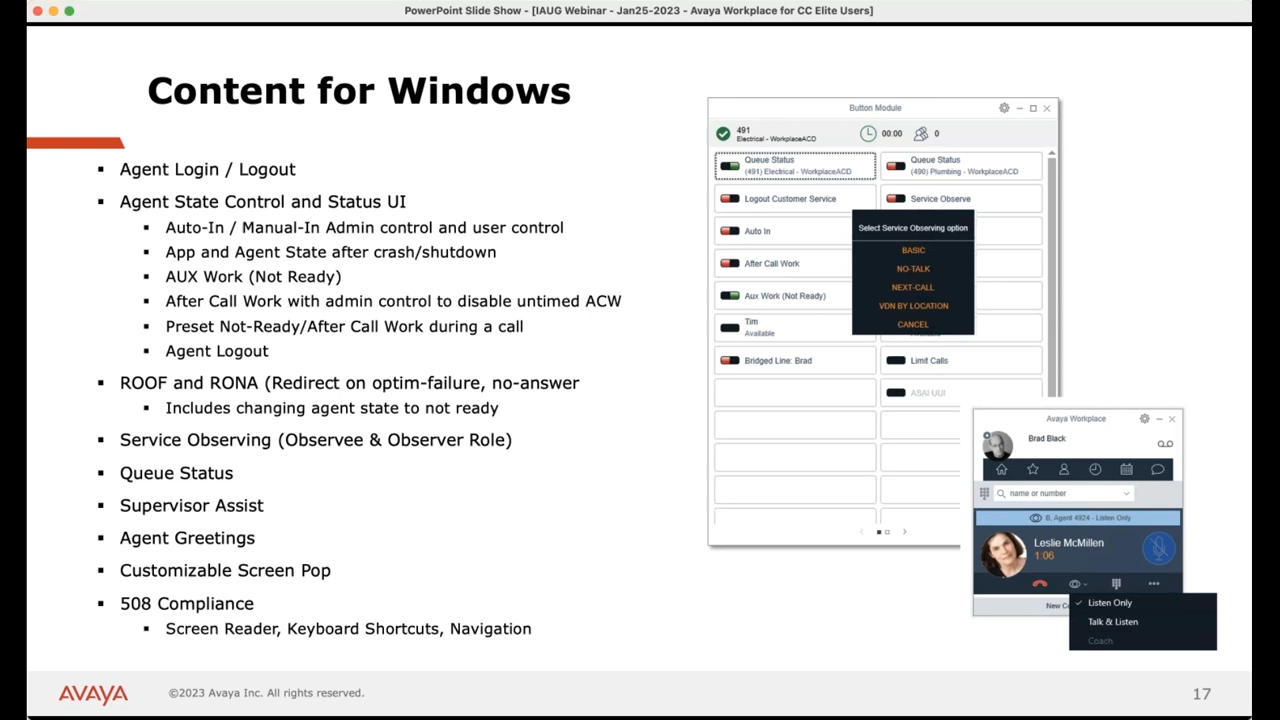 PowerPoint Slide Show - [IAUG Webinar - Jan25-2023 - Avaya Workplace for CC Elite Users]
Content for Windows
Agent Login / Logout
Agent State Control and Status UI
Auto-In / Manual-In Admin control and user control
App and Agent State after crash/shutdown
AUX Work (Not Ready)
After Call Work with admin control to disable untimed ACW
Preset Not-Ready/After Call Work during a call
Agent Logout
ROOF and RONA (Redirect on optim-failure, no-answer
Includes changing agent state to not ready
Service Observing (Observee & Observer Role)
Queue Status
Supervisor Assist
Agent Greetings
Customizable Screen Pop
508 Compliance
Screen Reader, Keyboard Shortcuts, Navigation
Button Module
491
Electrical - WorkplaceACD
00:00
0
Queue Status
(491) Electrical - WorkplaceACD
Queue Status
(490) Plumbing - WorkplaceACD
Logout Customer Service
Service Observe
Auto In
After Call Work
Aux Work (Not Ready)
Tim
Available
Bridged Line: Brad
Limit Calls
ASAI UUI
Select Service Observing option
BASIC
NO-TALK
NEXT-CALL
VDN BY LOCATION
CANCEL
Avaya Workplace
Brad Black
name or number
B, Agent 4924 - Listen Only
Leslie McMillen
1:06
New Co
Listen Only
Talk & Listen
Coach
AVAYA
©2023 Avaya Inc. All rights reserved.
17